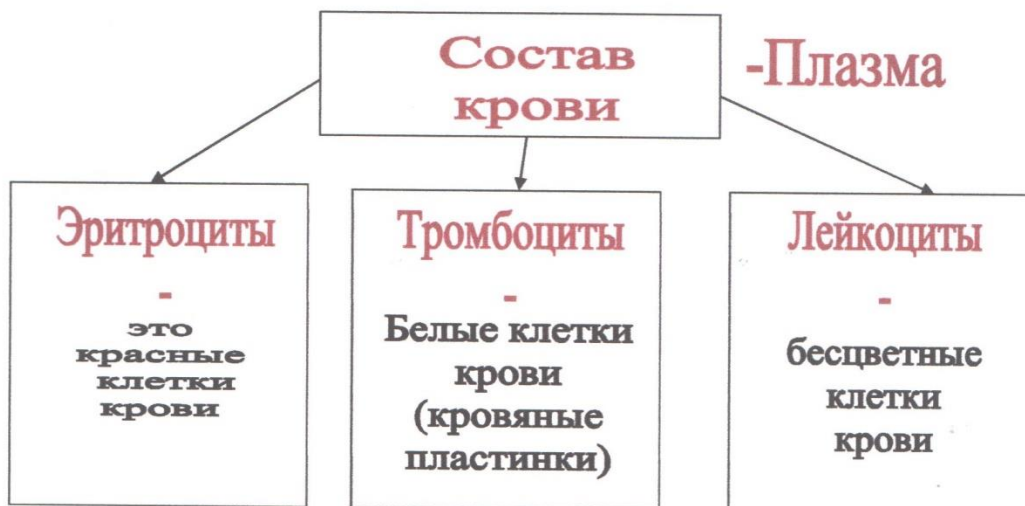 Состав
крови
-Плазма
Эритроциты
-
это
красные
клетки
крови
Тромбоциты
-
Белые клетки
крови
(кровяные
пластинки)
Лейкоциты
-
бесцветные
клетки
крови